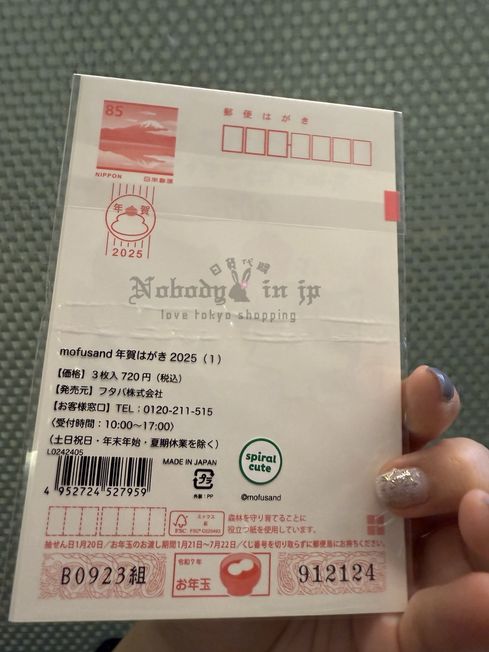 85
郵便はがき
NIPPON 日本郵便
年賀
2025
日貨代購
Nobody in jp
love tokyo shopping
mofusand 年賀はがき 2025（1）
【価格】３枚入 720円（税込）
【発売元】フタバ株式会社
【お客様窓口】TEL：0120-211-515
〈受付時間：10:00〜17:00〉
（土日祝日・年末年始・夏期休業を除く）
L0242405
MADE IN JAPAN
プラ
外装：PP
spiral cute
@mofusand
4 952724 527959
FSC
ミックス
紙
森林を守り育てることに
役立つ紙を使用しています。
抽せん日1月20日／お年玉のお渡し期間1月21日〜7月22日／くじ番号を切り取らずに郵便局にお持ちください。
B0923組
令和7年
お年玉
912124